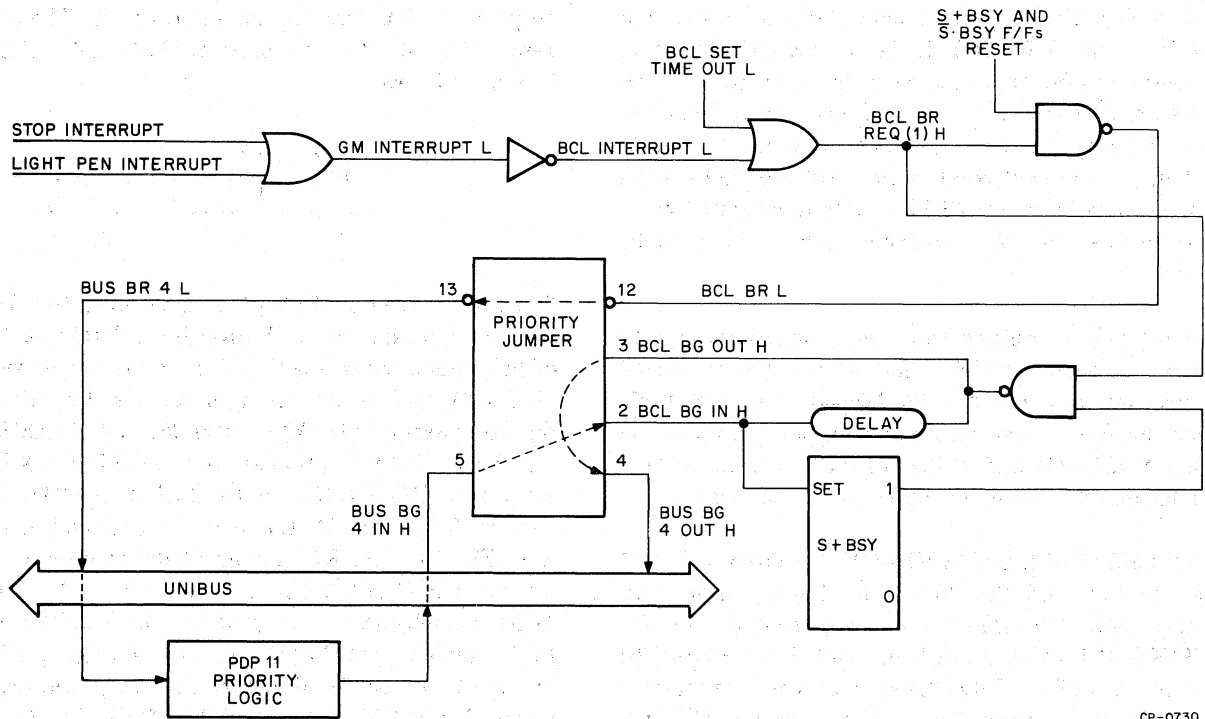 S+BSY AND
S̅·BSY F/Fs
RESET
BCL SET
TIME OUT L
STOP INTERRUPT
LIGHT PEN INTERRUPT
GM INTERRUPT L
BCL INTERRUPT L
BCL BR
REQ (1) H
BUS BR 4 L
13
12
BCL BR L
PRIORITY
JUMPER
3 BCL BG OUT H
2 BCL BG IN H
DELAY
5
4
BUS BG
4 IN H
BUS BG
4 OUT H
SET 1
S+BSY
0
UNIBUS
PDP 11
PRIORITY
LOGIC
CP-0730